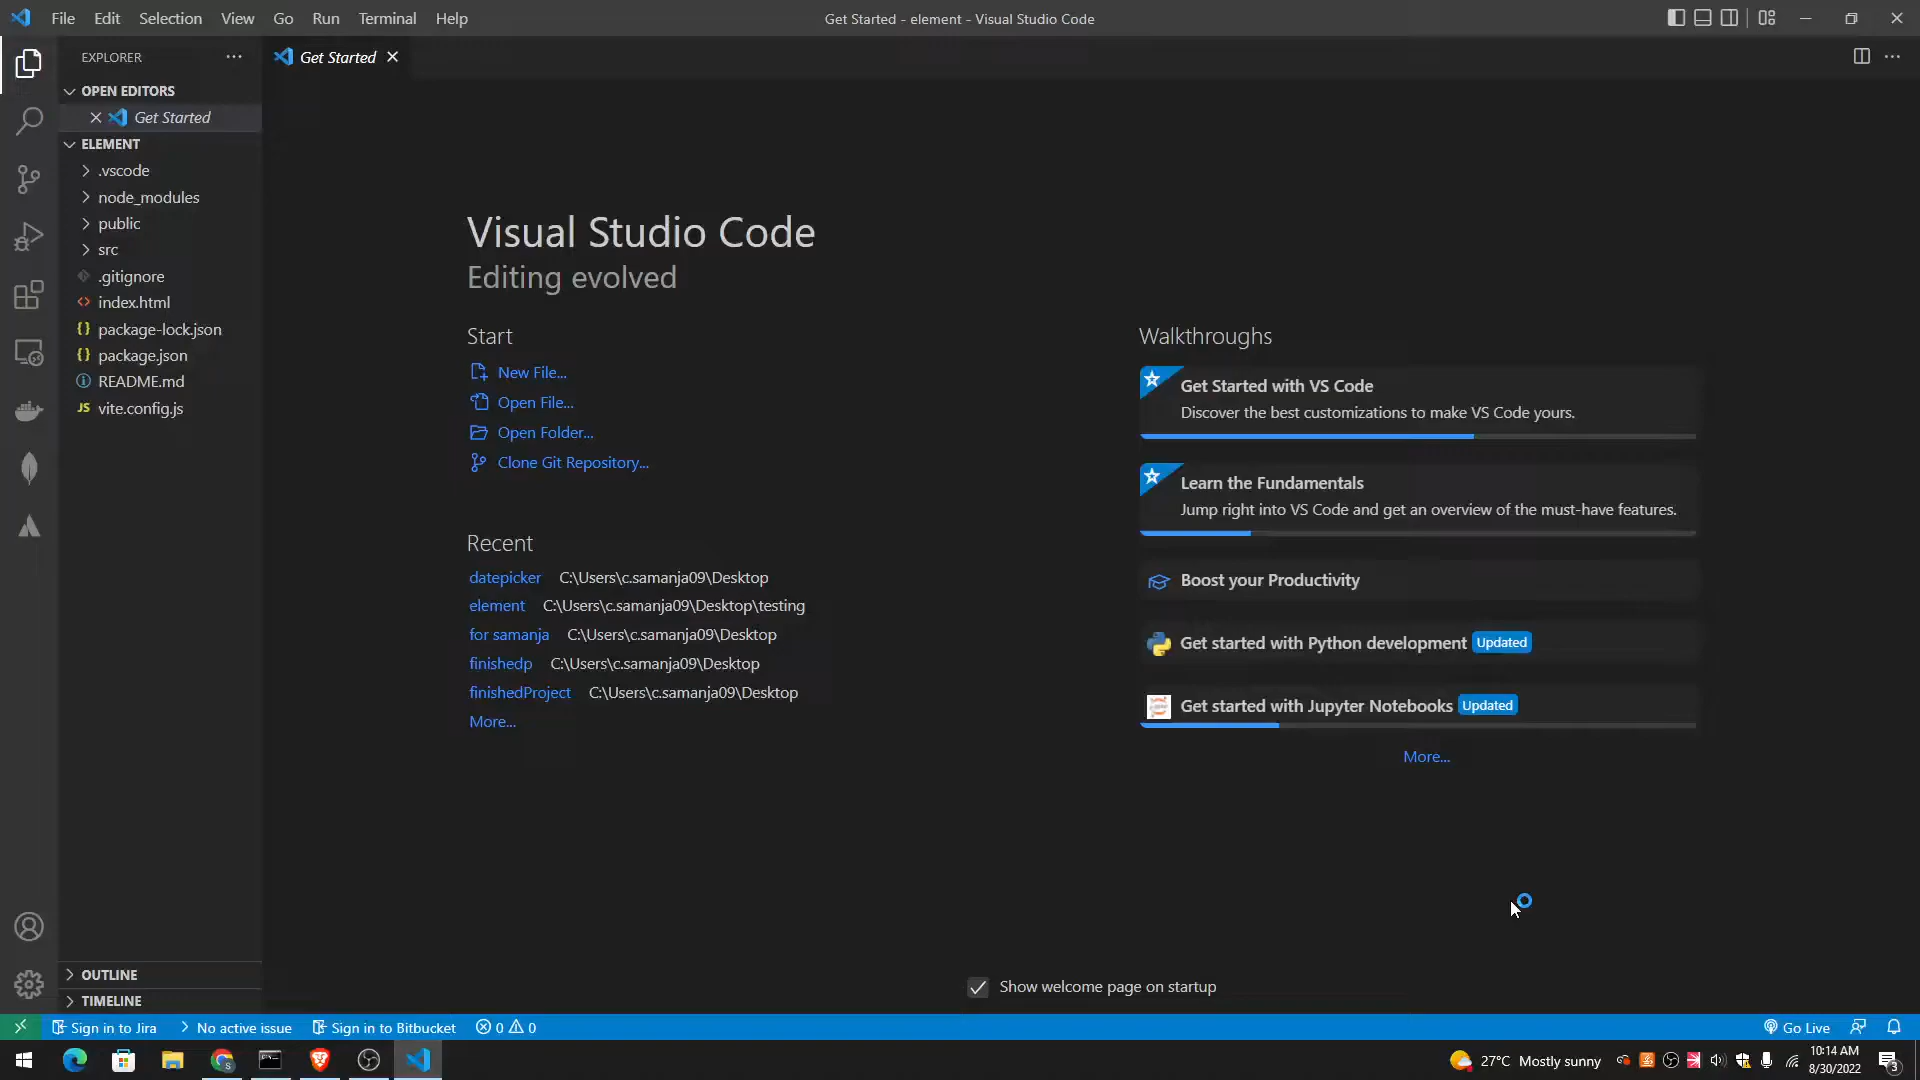 File Edit Selection View Go Run Terminal Help
Get Started - element - Visual Studio Code
EXPLORER
Get Started
OPEN EDITORS
Get Started
ELEMENT
.vscode
node_modules
public
src
.gitignore
index.html
package-lock.json
package.json
README.md
JS vite.config.js
OUTLINE
TIMELINE
Visual Studio Code
Editing evolved
Start
New File...
Open File...
Open Folder...
Clone Git Repository...
Recent
datepicker C:\Users\c.samanja09\Desktop
element C:\Users\c.samanja09\Desktop\testing
for samanja C:\Users\c.samanja09\Desktop
finishedp C:\Users\c.samanja09\Desktop
finishedProject C:\Users\c.samanja09\Desktop
More...
Walkthroughs
Get Started with VS Code
Discover the best customizations to make VS Code yours.
Learn the Fundamentals
Jump right into VS Code and get an overview of the must-have features.
Boost your Productivity
Get started with Python development Updated
Get started with Jupyter Notebooks Updated
More...
Show welcome page on startup
Sign in to Jira No active issue Sign in to Bitbucket 0 0
Go Live
27°C Mostly sunny
10:14 AM
8/30/2022
3